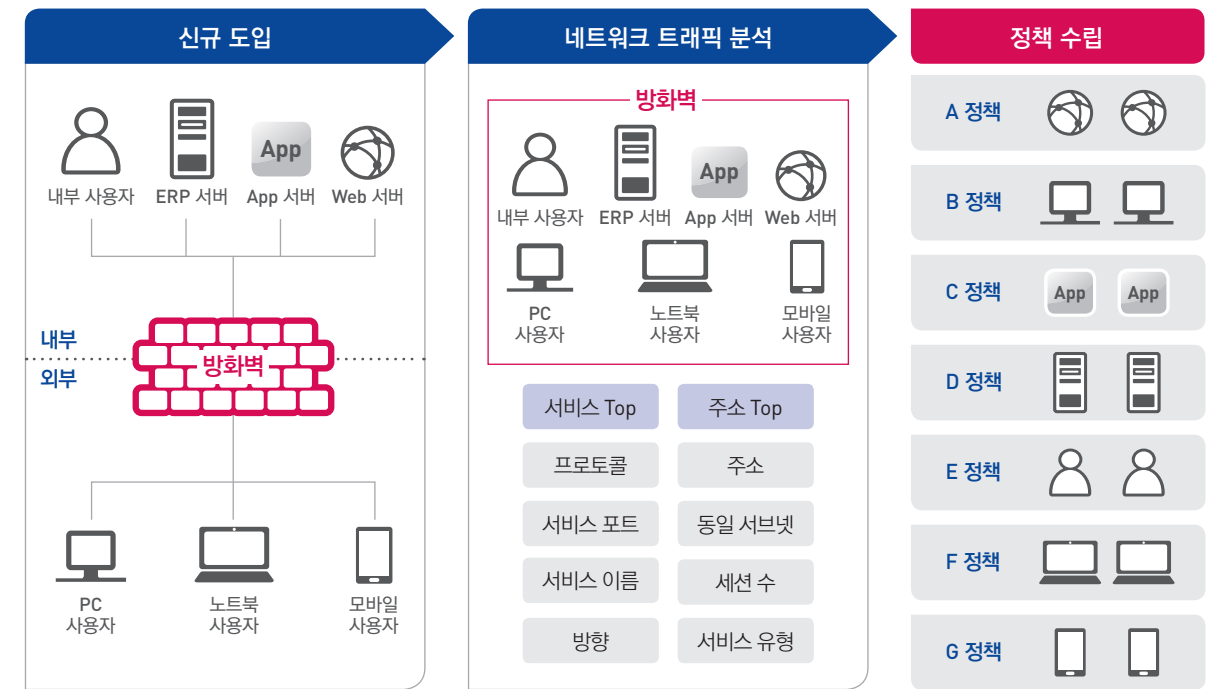 신규 도입
App
내부 사용자 ERP 서버 App 서버 Web 서버
내부
방화벽
외부
PC
사용자
노트북
사용자
모바일
사용자
네트워크 트래픽 분석
방화벽
App
내부 사용자 ERP 서버 App 서버 Web 서버
PC
사용자
노트북
사용자
모바일
사용자
서비스 Top
주소 Top
프로토콜
주소
서비스 포트
동일 서브넷
서비스 이름
세션 수
방향
서비스 유형
정책 수립
A 정책
B 정책
C 정책 App App
D 정책
E 정책
F 정책
G 정책